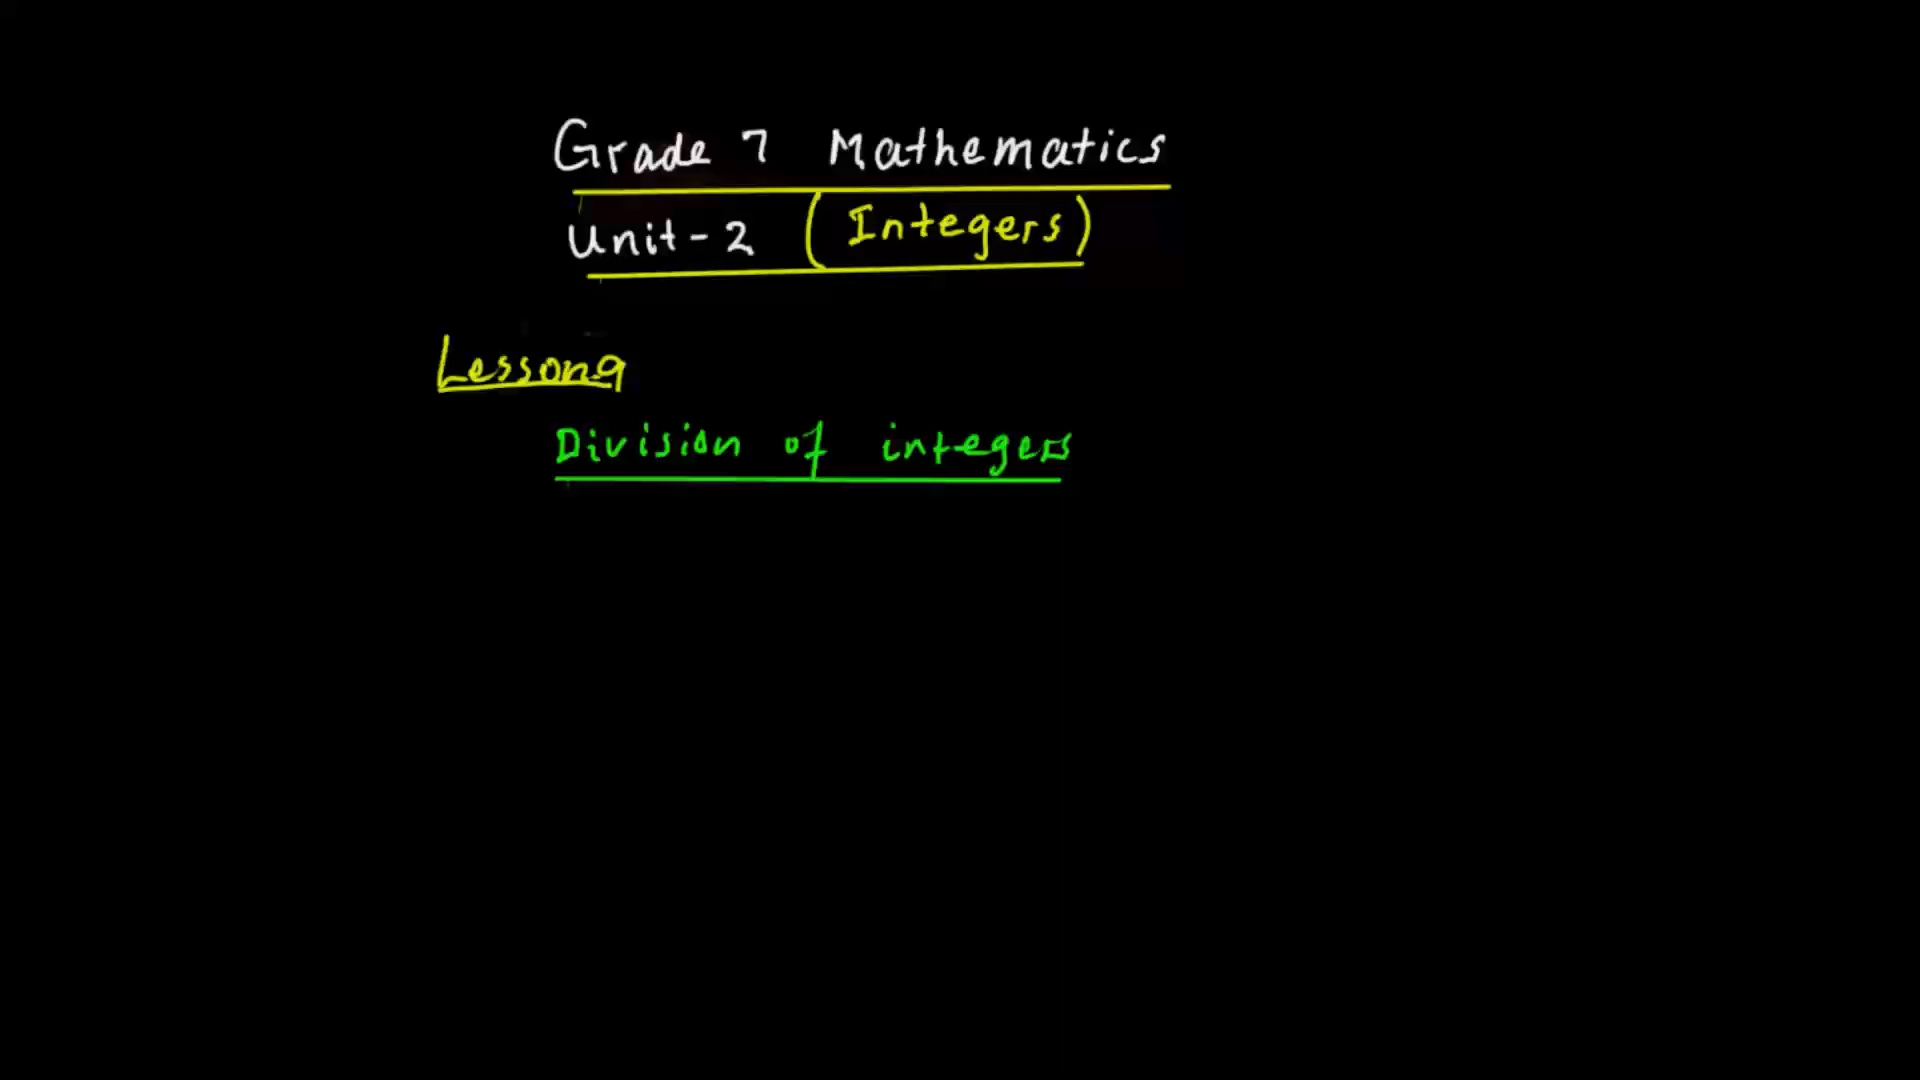 Grade 7 Mathematics
Unit-2 (Integers)
Lesson 9
Division of integers